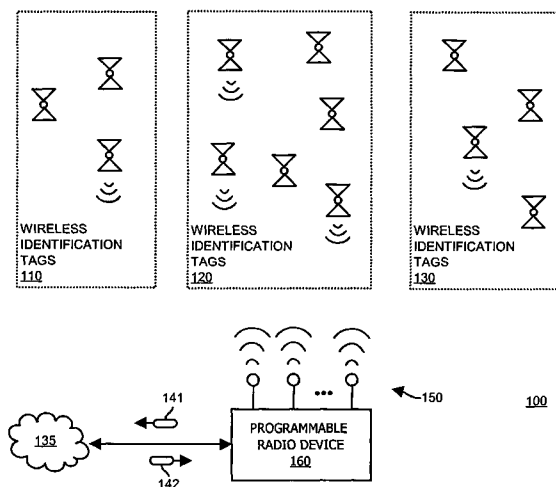 WIRELESS
IDENTIFICATION
TAGS
110
WIRELESS
IDENTIFICATION
TAGS
120
WIRELESS
IDENTIFICATION
TAGS
130
141
135
142
PROGRAMMABLE
RADIO DEVICE
160
150
100